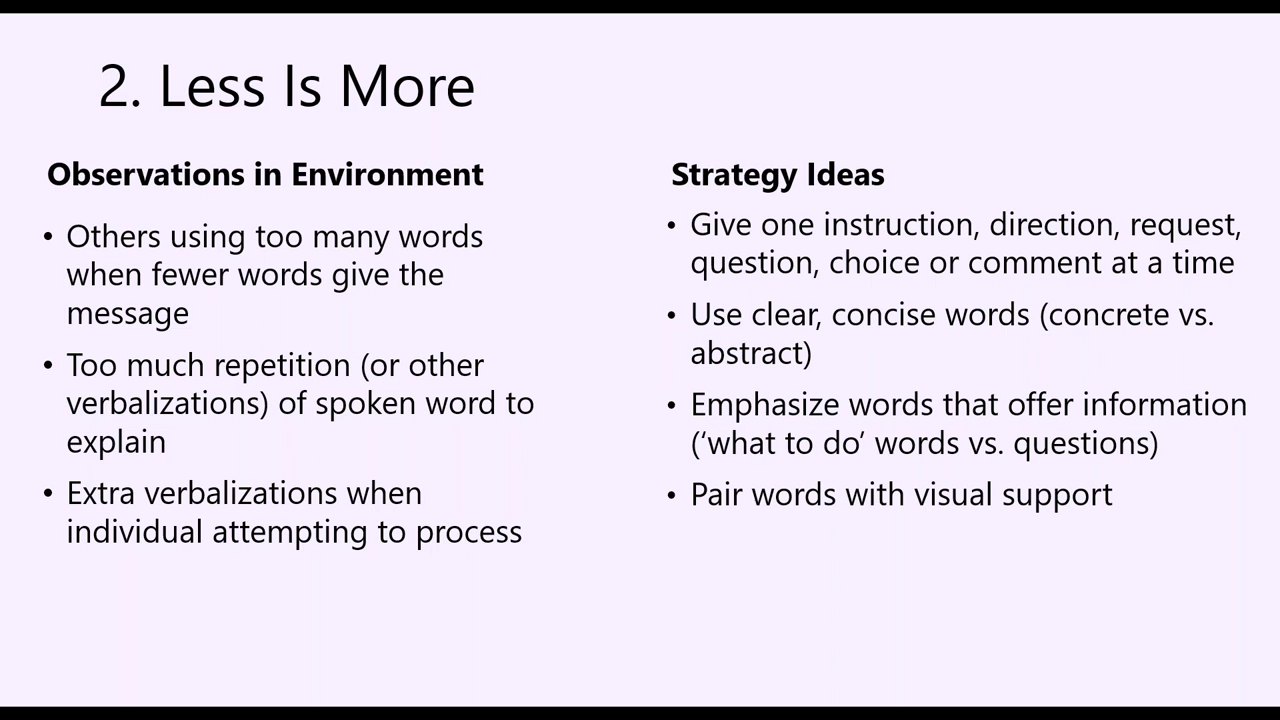 2. Less Is More
Observations in Environment
• Others using too many words
when fewer words give the
message
• Too much repetition (or other
verbalizations) of spoken word to
explain
• Extra verbalizations when
individual attempting to process
Strategy Ideas
• Give one instruction, direction, request,
question, choice or comment at a time
• Use clear, concise words (concrete vs.
abstract)
• Emphasize words that offer information
(‘what to do’ words vs. questions)
• Pair words with visual support